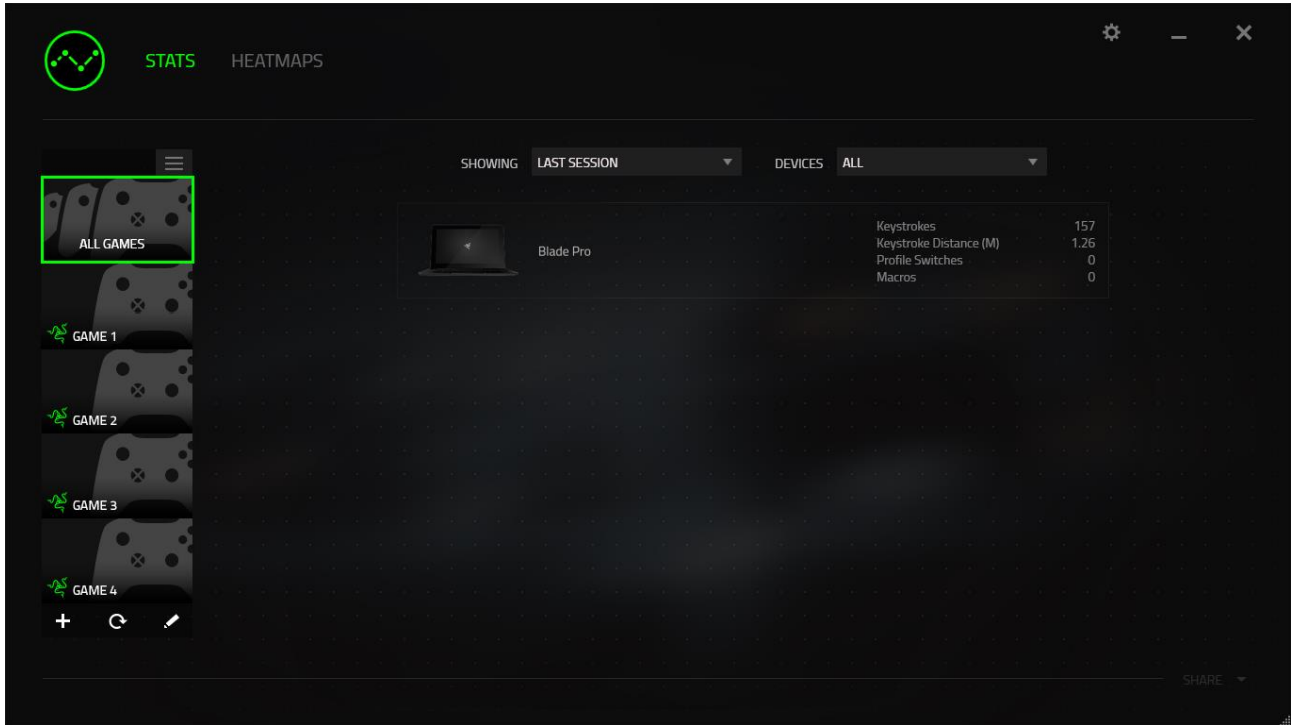 STATS HEATMAPS
SHOWING LAST SESSION DEVICES ALL
ALL GAMES
GAME 1
GAME 2
GAME 3
GAME 4
Blade Pro
Keystrokes 157
Keystroke Distance (M) 1.26
Profile Switches 0
Macros 0
SHARE